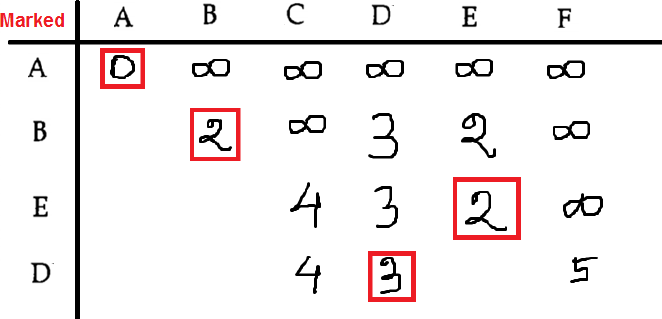 Marked A B C D E F
A 0 ∞ ∞ ∞ ∞ ∞
B 2 ∞ 3 2 ∞
E 4 3 2 ∞
D 4 3 5